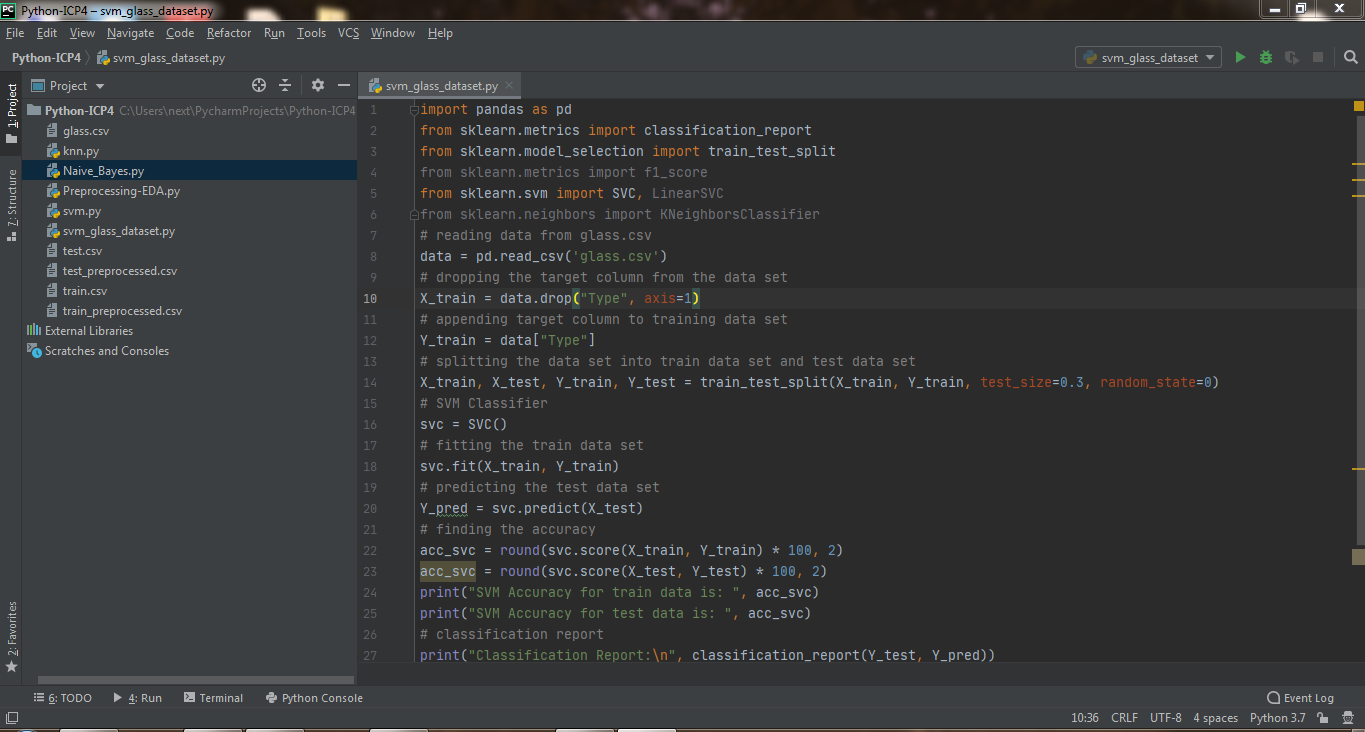 PC Python-ICP4 – svm_glass_dataset.py
File Edit View Navigate Code Refactor Run Tools VCS Window Help
Python-ICP4 svm_glass_dataset.py
svm_glass_dataset
1: Project
7: Structure
2: Favorites
Project
Python-ICP4 C:\Users\next\PycharmProjects\Python-ICP4
glass.csv
knn.py
Naive_Bayes.py
Preprocessing-EDA.py
svm.py
svm_glass_dataset.py
test.csv
test_preprocessed.csv
train.csv
train_preprocessed.csv
External Libraries
Scratches and Consoles
svm_glass_dataset.py
1 import pandas as pd
2 from sklearn.metrics import classification_report
3 from sklearn.model_selection import train_test_split
4 from sklearn.metrics import f1_score
5 from sklearn.svm import SVC, LinearSVC
6 from sklearn.neighbors import KNeighborsClassifier
7 # reading data from glass.csv
8 data = pd.read_csv('glass.csv')
9 # dropping the target column from the data set
10 X_train = data.drop("Type", axis=1)
11 # appending target column to training data set
12 Y_train = data["Type"]
13 # splitting the data set into train data set and test data set
14 X_train, X_test, Y_train, Y_test = train_test_split(X_train, Y_train, test_size=0.3, random_state=0)
15 # SVM Classifier
16 svc = SVC()
17 # fitting the train data set
18 svc.fit(X_train, Y_train)
19 # predicting the test data set
20 Y_pred = svc.predict(X_test)
21 # finding the accuracy
22 acc_svc = round(svc.score(X_train, Y_train) * 100, 2)
23 acc_svc = round(svc.score(X_test, Y_test) * 100, 2)
24 print("SVM Accuracy for train data is: ", acc_svc)
25 print("SVM Accuracy for test data is: ", acc_svc)
26 # classification report
27 print("Classification Report:\n", classification_report(Y_test, Y_pred))
6: TODO 4: Run Terminal Python Console Event Log
10:36 CRLF UTF-8 4 spaces Python 3.7